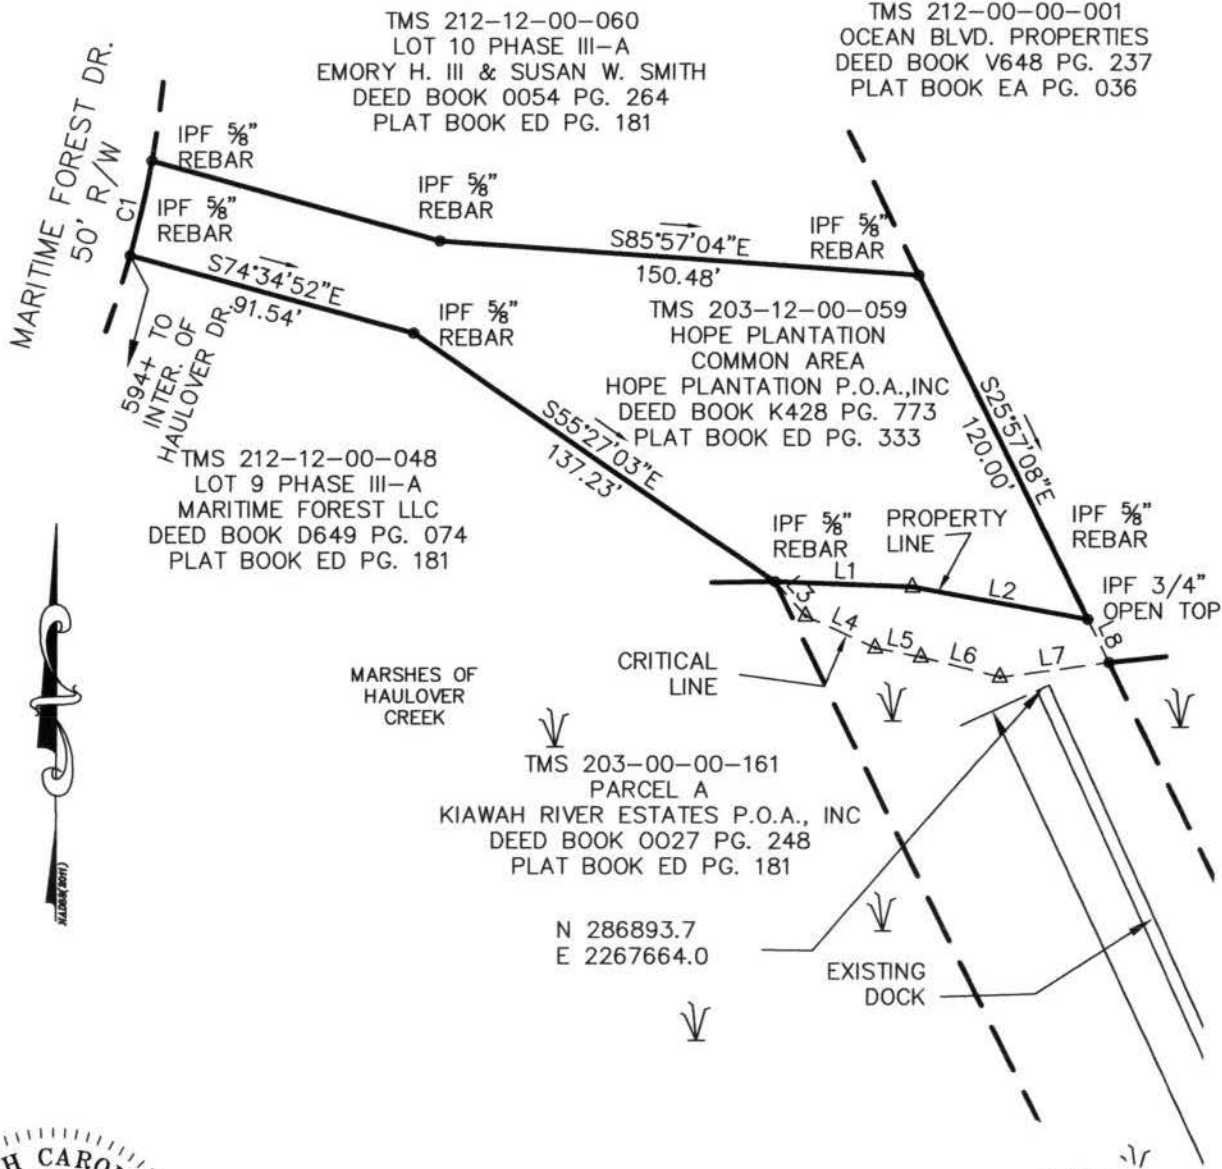 TMS 212-12-00-060
LOT 10 PHASE III-A
EMORY H. III & SUSAN W. SMITH
DEED BOOK 0054 PG. 264
PLAT BOOK ED PG. 181
TMS 212-00-00-001
OCEAN BLVD. PROPERTIES
DEED BOOK V648 PG. 237
PLAT BOOK EA PG. 036
MARITIME FOREST DR.
50' R/W
C1
IPF ⅝"
REBAR
IPF ⅝"
REBAR
IPF ⅝"
REBAR
IPF ⅝"
REBAR
S85°57'04"E
150.48'
S74°34'52"E
91.54'
IPF ⅝"
REBAR
594+ TO
INTER. OF
HAULOVER DR.
TMS 203-12-00-059
HOPE PLANTATION
COMMON AREA
HOPE PLANTATION P.O.A.,INC
DEED BOOK K428 PG. 773
PLAT BOOK ED PG. 333
S25°57'08"E
120.00'
S55°27'03"E
137.23'
TMS 212-12-00-048
LOT 9 PHASE III-A
MARITIME FOREST LLC
DEED BOOK D649 PG. 074
PLAT BOOK ED PG. 181
IPF ⅝"
REBAR
PROPERTY
LINE
IPF ⅝"
REBAR
IPF 3/4"
OPEN TOP
L1
L2
L3
L4
L5
L6
L7
L8
CRITICAL
LINE
MARSHES OF
HAULOVER
CREEK
TMS 203-00-00-161
PARCEL A
KIAWAH RIVER ESTATES P.O.A., INC
DEED BOOK 0027 PG. 248
PLAT BOOK ED PG. 181
NAD83(2011)
N 286893.7
E 2267664.0
EXISTING
DOCK
H CARO